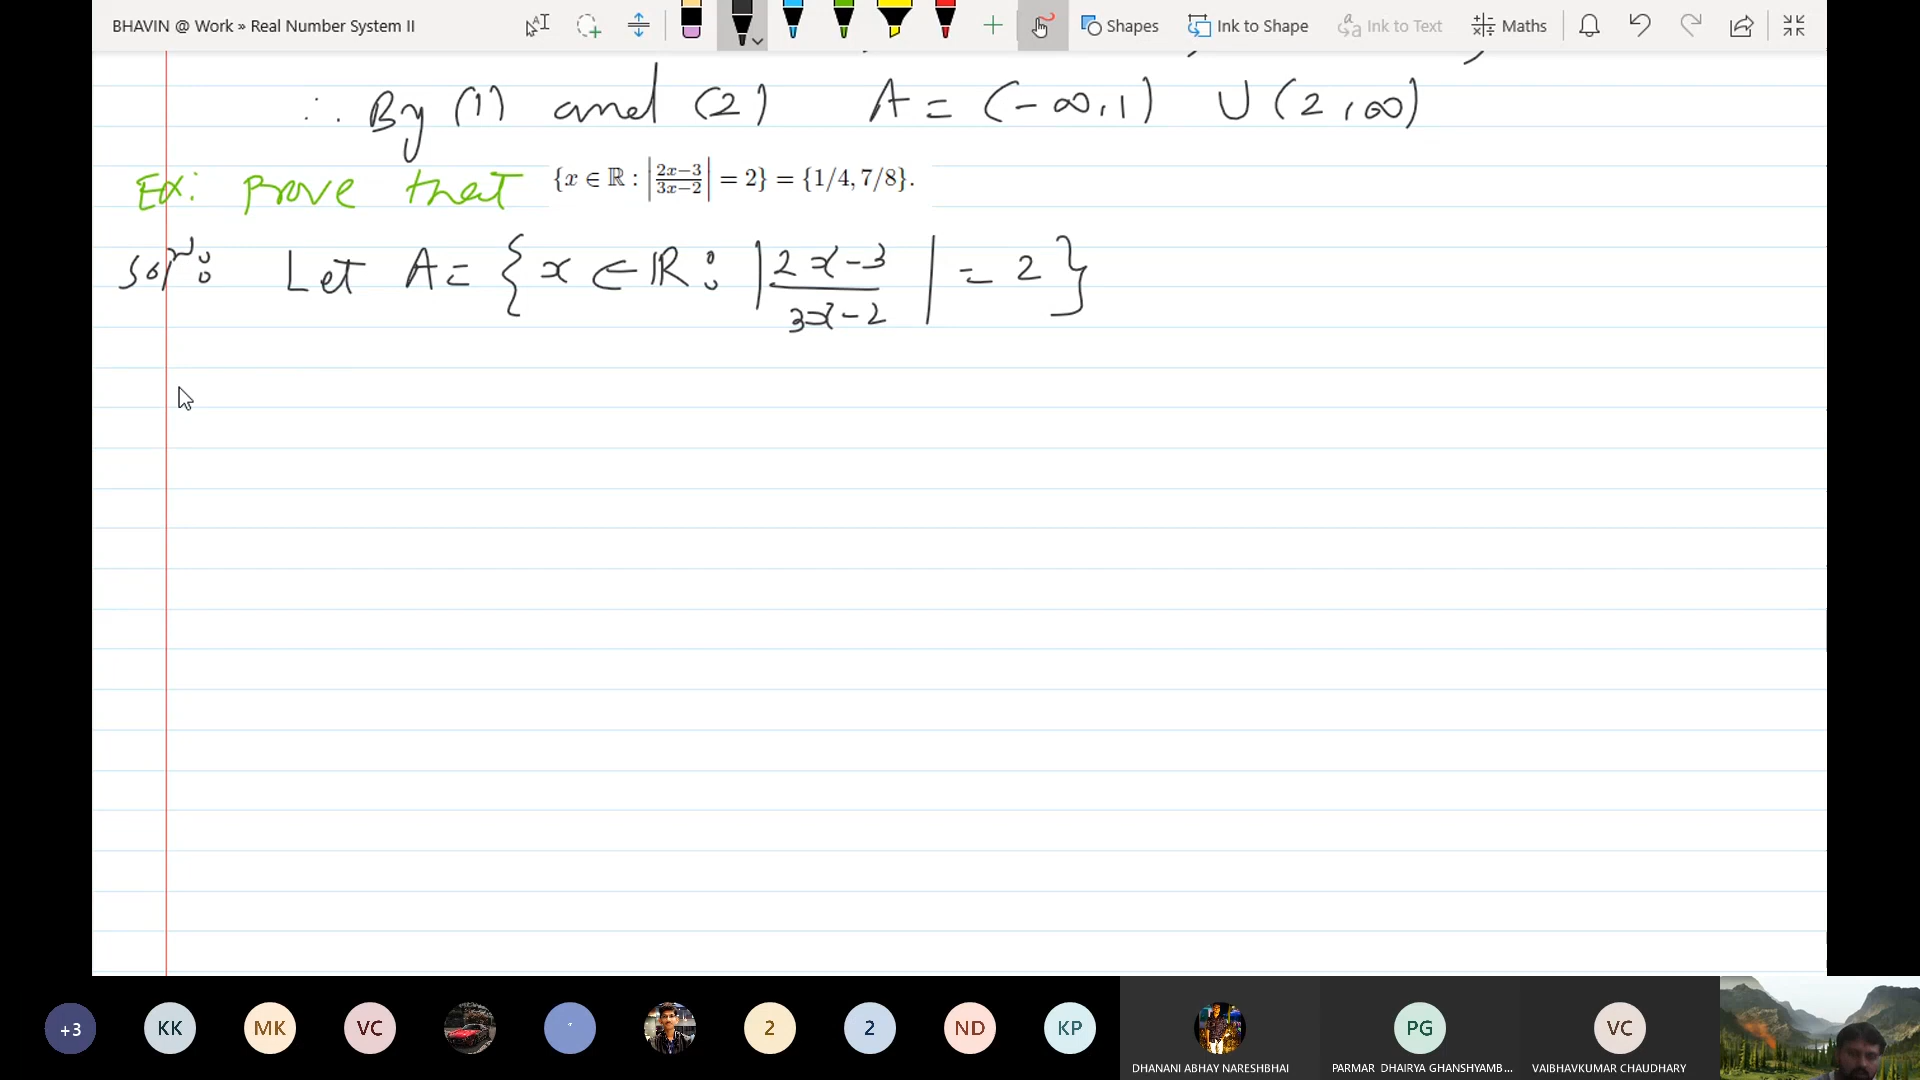 BHAVIN @ Work » Real Number System II
Shapes
Ink to Shape
Ink to Text
Maths
∴ By (1) and (2) A = (-∞, 1) ∪ (2, ∞)
Ex: Prove that {x ∈ ℝ : |2x−3/3x−2| = 2} = {1/4, 7/8}.
Solⁿ: Let A = {x ∈ ℝ : |2x-3/3x-2| = 2}
+3
KK
MK
VC
2
2
ND
KP
PG
VC
DHANANI ABHAY NARESHBHAI
PARMAR DHAIRYA GHANSHYAMB...
VAIBHAVKUMAR CHAUDHARY